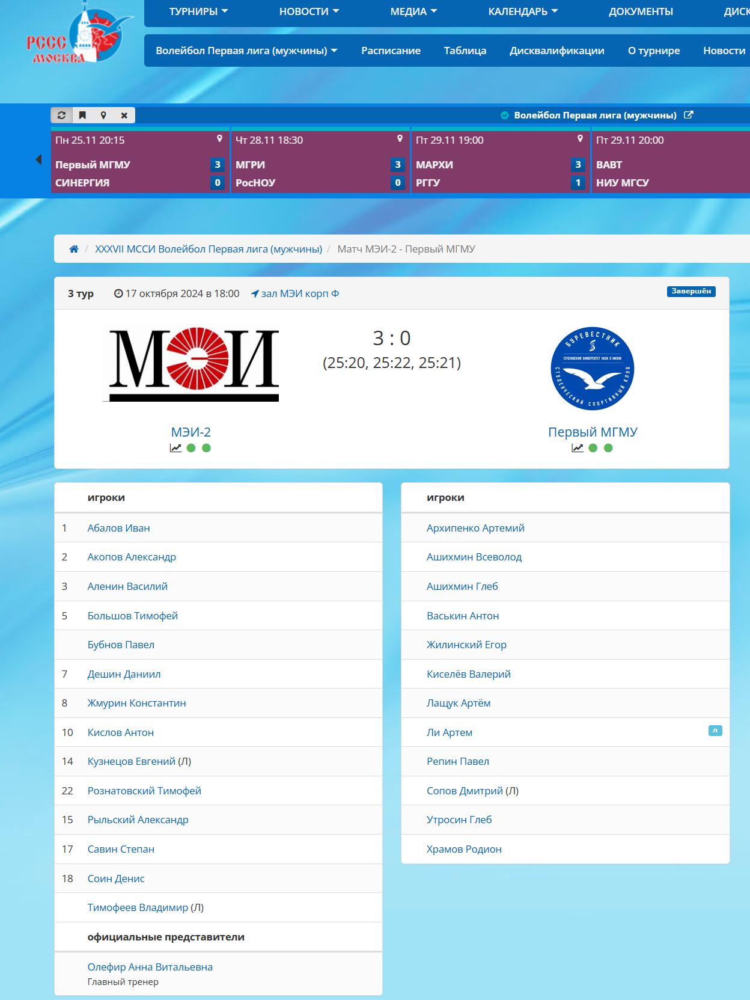 РССС
МОСКВА
ТУРНИРЫ НОВОСТИ МЕДИА КАЛЕНДАРЬ ДОКУМЕНТЫ ДИСК
Волейбол Первая лига (мужчины) Расписание Таблица Дисквалификации О турнире Новости
Волейбол Первая лига (мужчины)
Пн 25.11 20:15
Первый МГМУ 3
СИНЕРГИЯ 0
Чт 28.11 18:30
МГРИ 3
РосНОУ 0
Пт 29.11 19:00
МАРХИ 3
РГГУ 1
Пт 29.11 20:00
ВАВТ
НИУ МГСУ
/ XXXVII МССИ Волейбол Первая лига (мужчины) / Матч МЭИ-2 - Первый МГМУ
3 тур 17 октября 2024 в 18:00 зал МЭИ корп Ф Завершён
МЭИ
3 : 0
(25:20, 25:22, 25:21)
БУРЕВЕСТНИК
СЕЧЕНОВСКИЙ УНИВЕРСИТЕТ НАУК О ЖИЗНИ
СТУДЕНЧЕСКИЙ СПОРТИВНЫЙ КЛУБ
МЭИ-2
Первый МГМУ
игроки
1 Абалов Иван
2 Акопов Александр
3 Аленин Василий
5 Большов Тимофей
Бубнов Павел
7 Дешин Даниил
8 Жмурин Константин
10 Кислов Антон
14 Кузнецов Евгений (Л)
22 Рознатовский Тимофей
15 Рыльский Александр
17 Савин Степан
18 Соин Денис
Тимофеев Владимир (Л)
официальные представители
Олефир Анна Витальевна
Главный тренер
игроки
Архипенко Артемий
Ашихмин Всеволод
Ашихмин Глеб
Васькин Антон
Жилинский Егор
Киселёв Валерий
Лащук Артём
Ли Артем л
Репин Павел
Сопов Дмитрий (Л)
Утросин Глеб
Храмов Родион